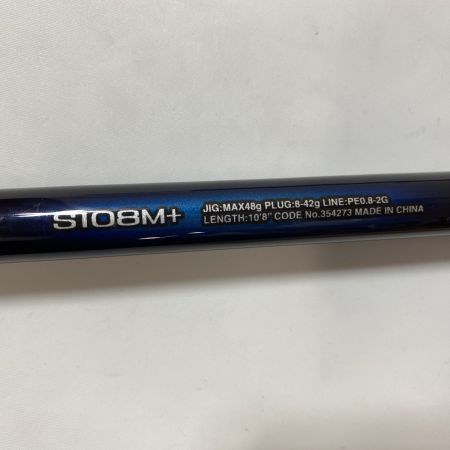 S108M+
JIG:MAX48g PLUG:8-42g LINE:PE0.8-2G
LENGTH:10'8" CODE No.354273 MADE IN CHINA